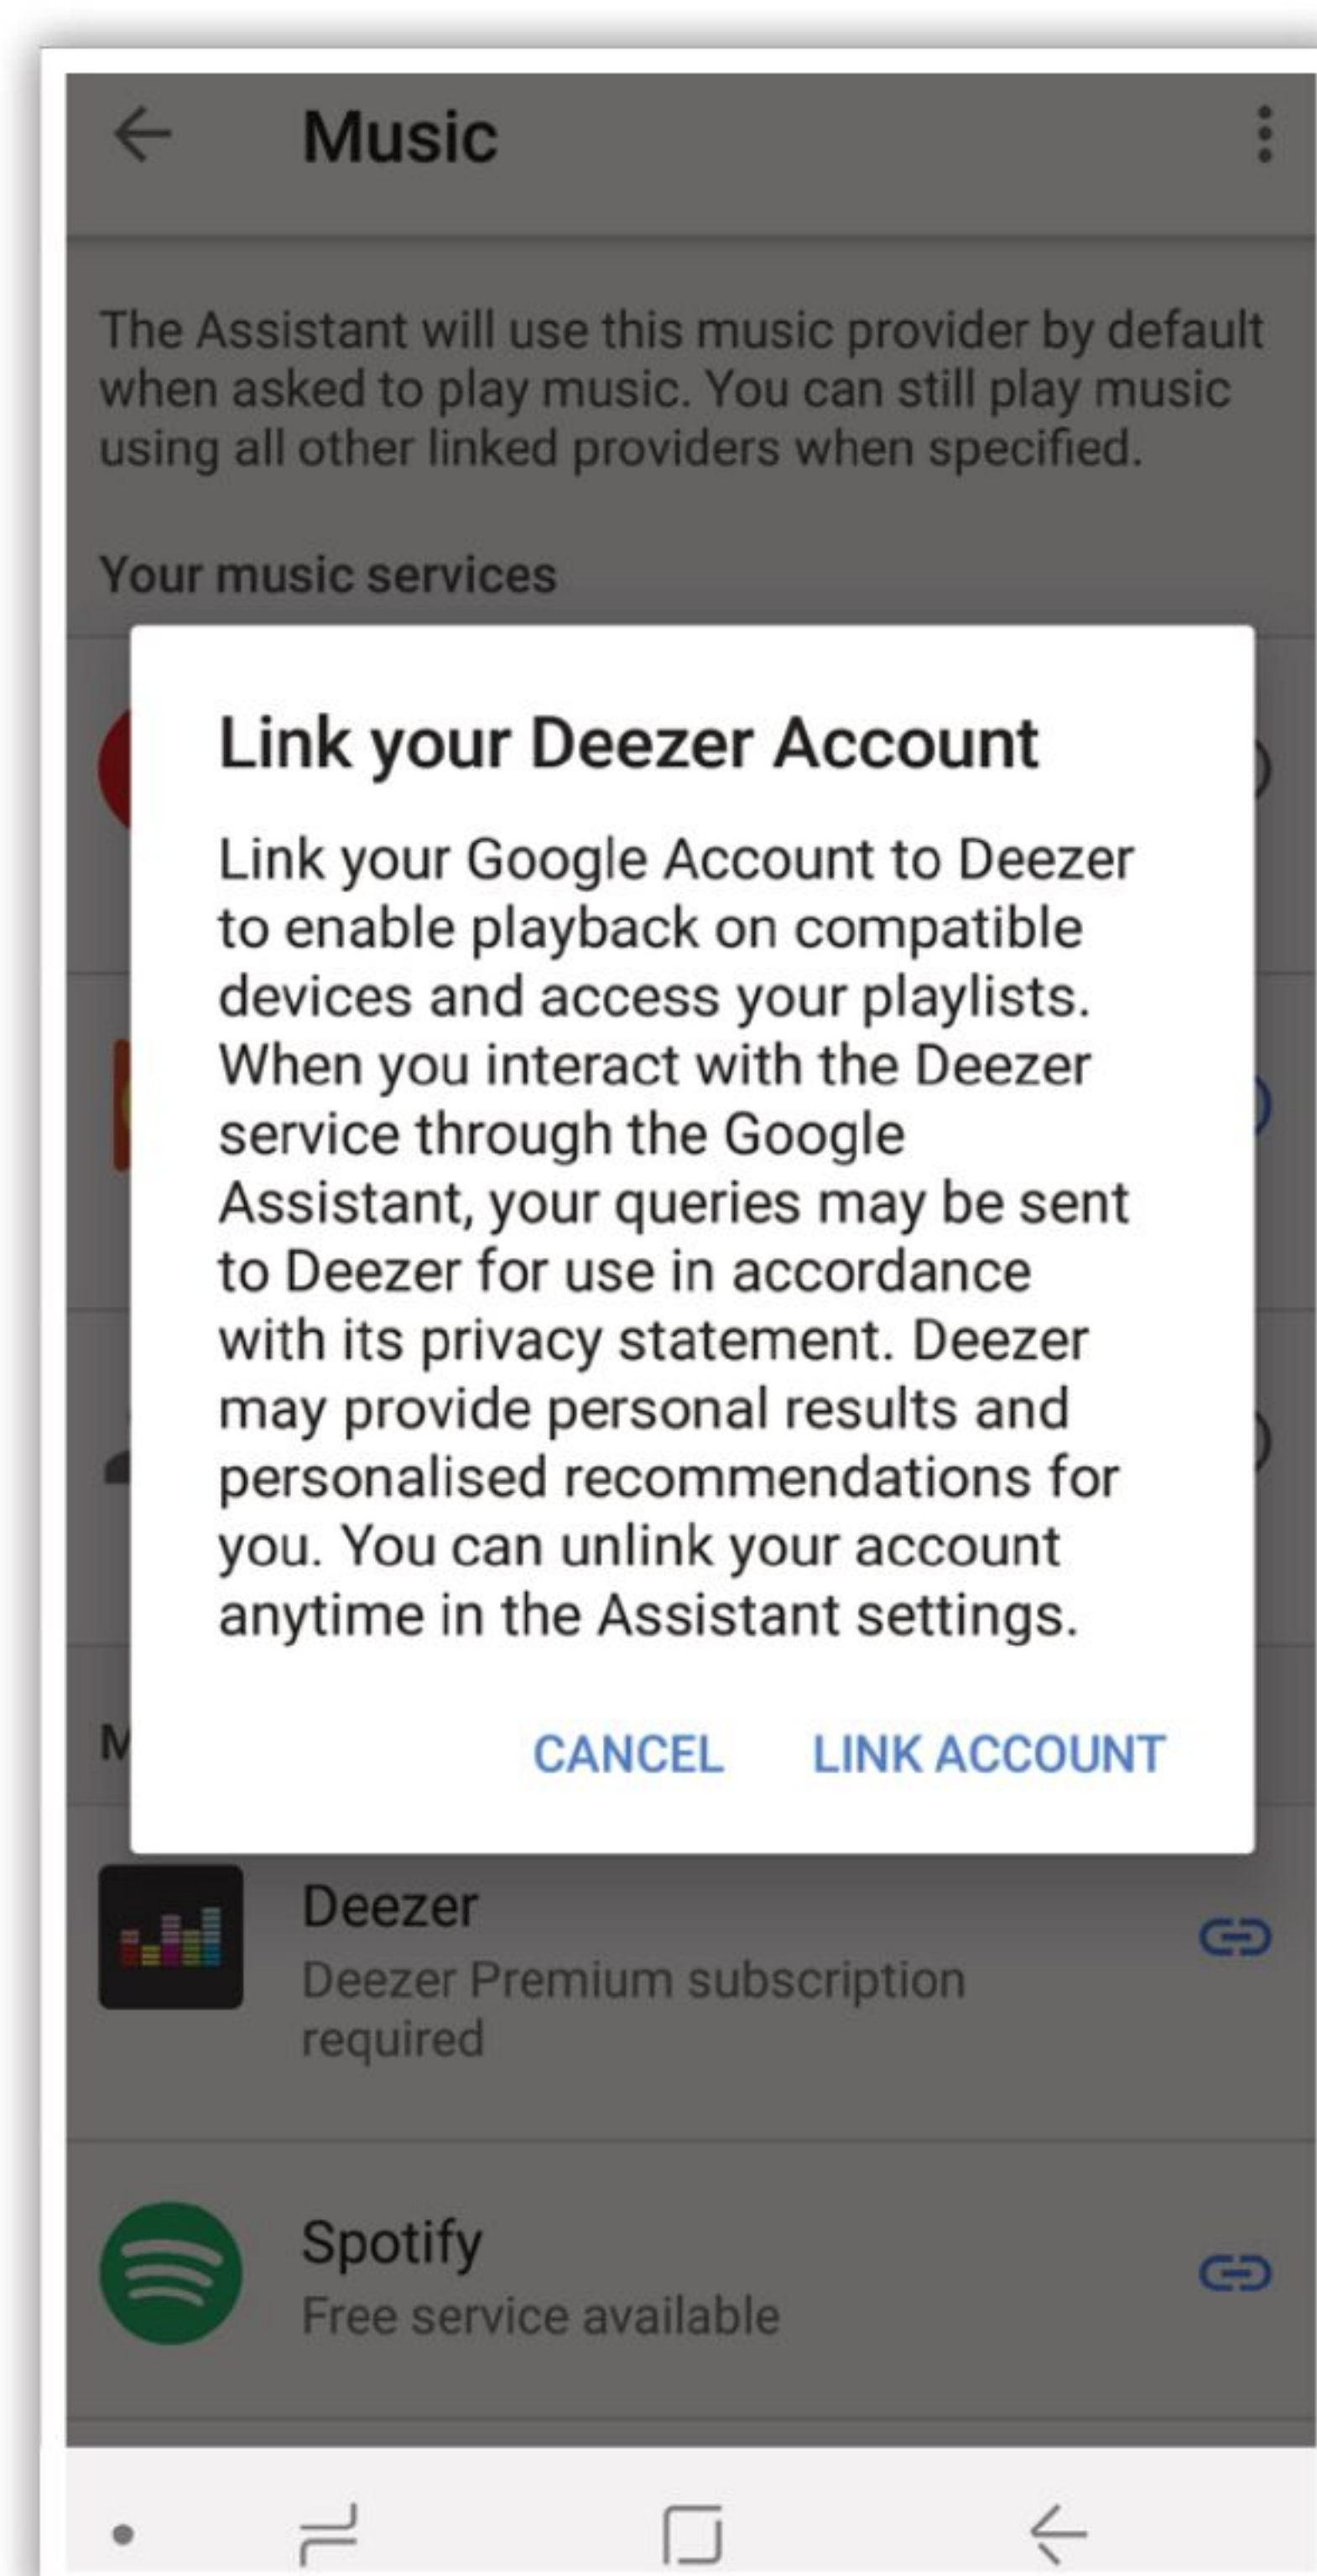 Music
The Assistant will use this music provider by default
when asked to play music. You can still play music
using all other linked providers when specified.
Your music services
Link your Deezer Account
Link your Google Account to Deezer
to enable playback on compatible
devices and access your playlists.
When you interact with the Deezer
service through the Google
Assistant, your queries may be sent
to Deezer for use in accordance
with its privacy statement. Deezer
may provide personal results and
personalised recommendations for
you. You can unlink your account
anytime in the Assistant settings.
CANCEL LINK ACCOUNT
Deezer
Deezer Premium subscription
required
Spotify
Free service available